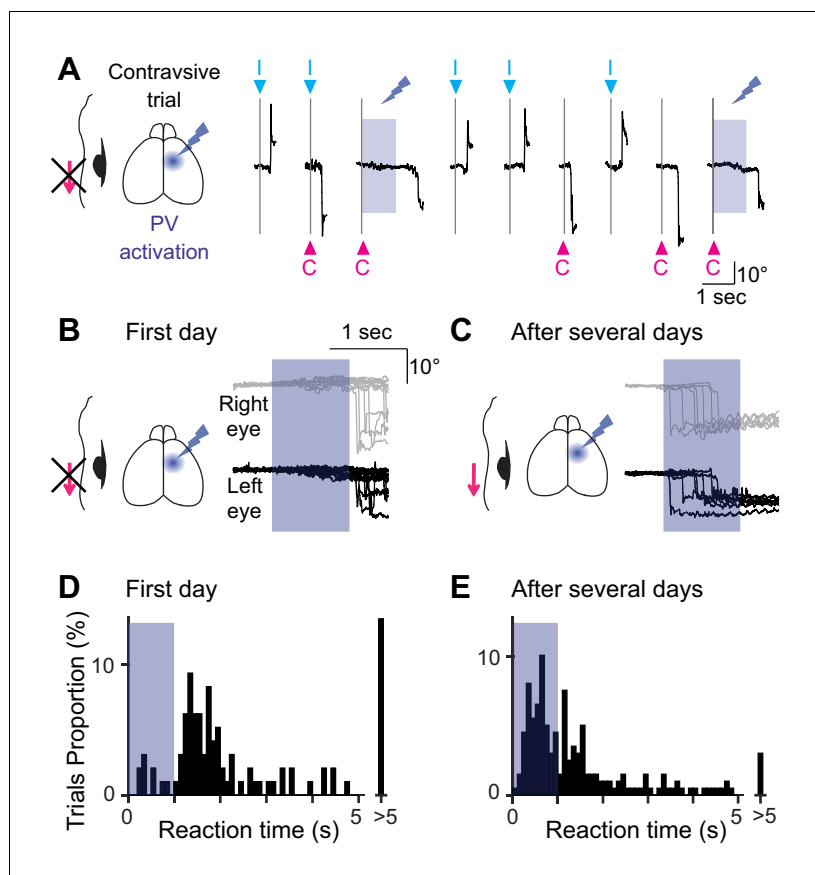 A
Contravsive
trial
PV
activation
I I I I I
C C C C C
10°
1 sec
B First day
1 sec
10°
Right
eye
Left
eye
C After several days
D First day
Trials Proportion (%)
10
0
0 5 >5
Reaction time (s)
E After several days
10
0
0 5 >5
Reaction time (s)